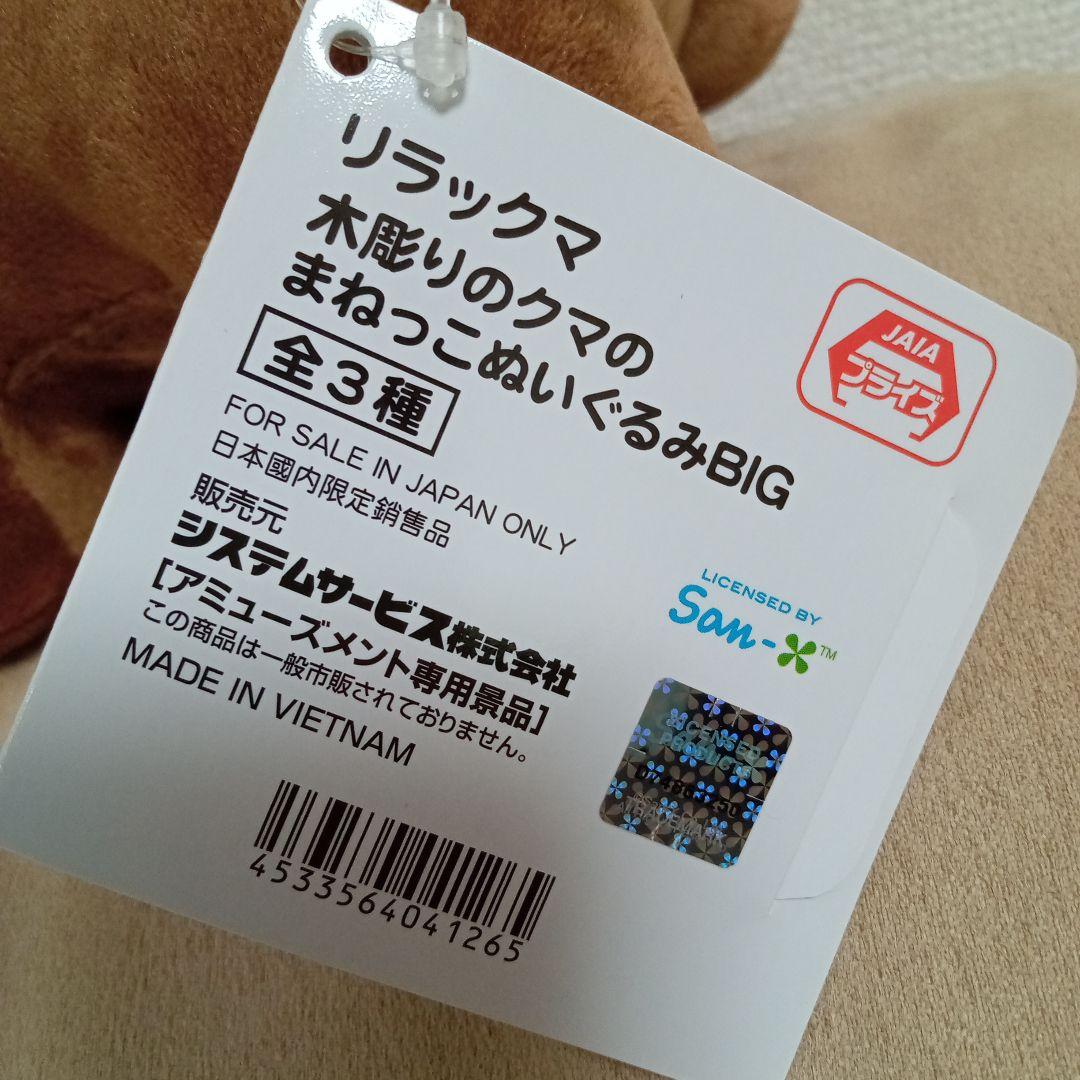 リラックマ
木彫りのクマの
まねっこぬいぐるみBIG
全3種
JAIA
プライズ
FOR SALE IN JAPAN ONLY
日本國内限定銷售品
販売元
システムサービス株式会社
[アミューズメント専用景品]
この商品は一般市販されておりません。
MADE IN VIETNAM
LICENSED BY
San-x TM
LICENSED
PRODUCTS
4533564041265